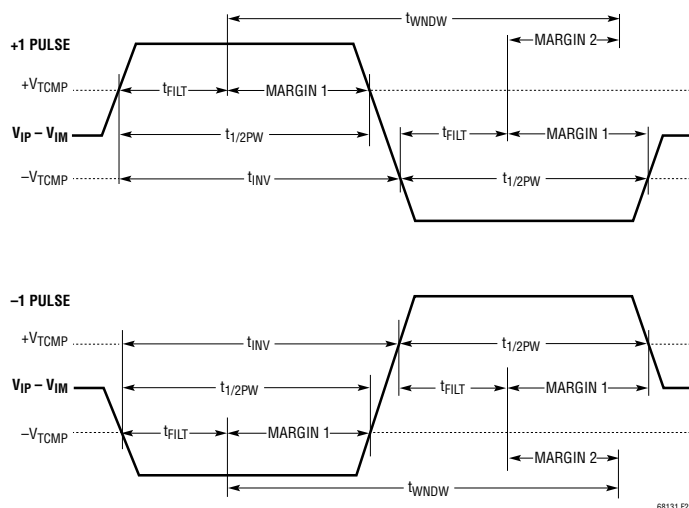 tWNDW
+1 PULSE
MARGIN 2
+VTCMP
tFILT
MARGIN 1
VIP – VIM
t1/2PW
tFILT
MARGIN 1
–VTCMP
tINV
t1/2PW
–1 PULSE
+VTCMP
tINV
t1/2PW
VIP – VIM
t1/2PW
tFILT
MARGIN 1
–VTCMP
tFILT
MARGIN 1
MARGIN 2
tWNDW